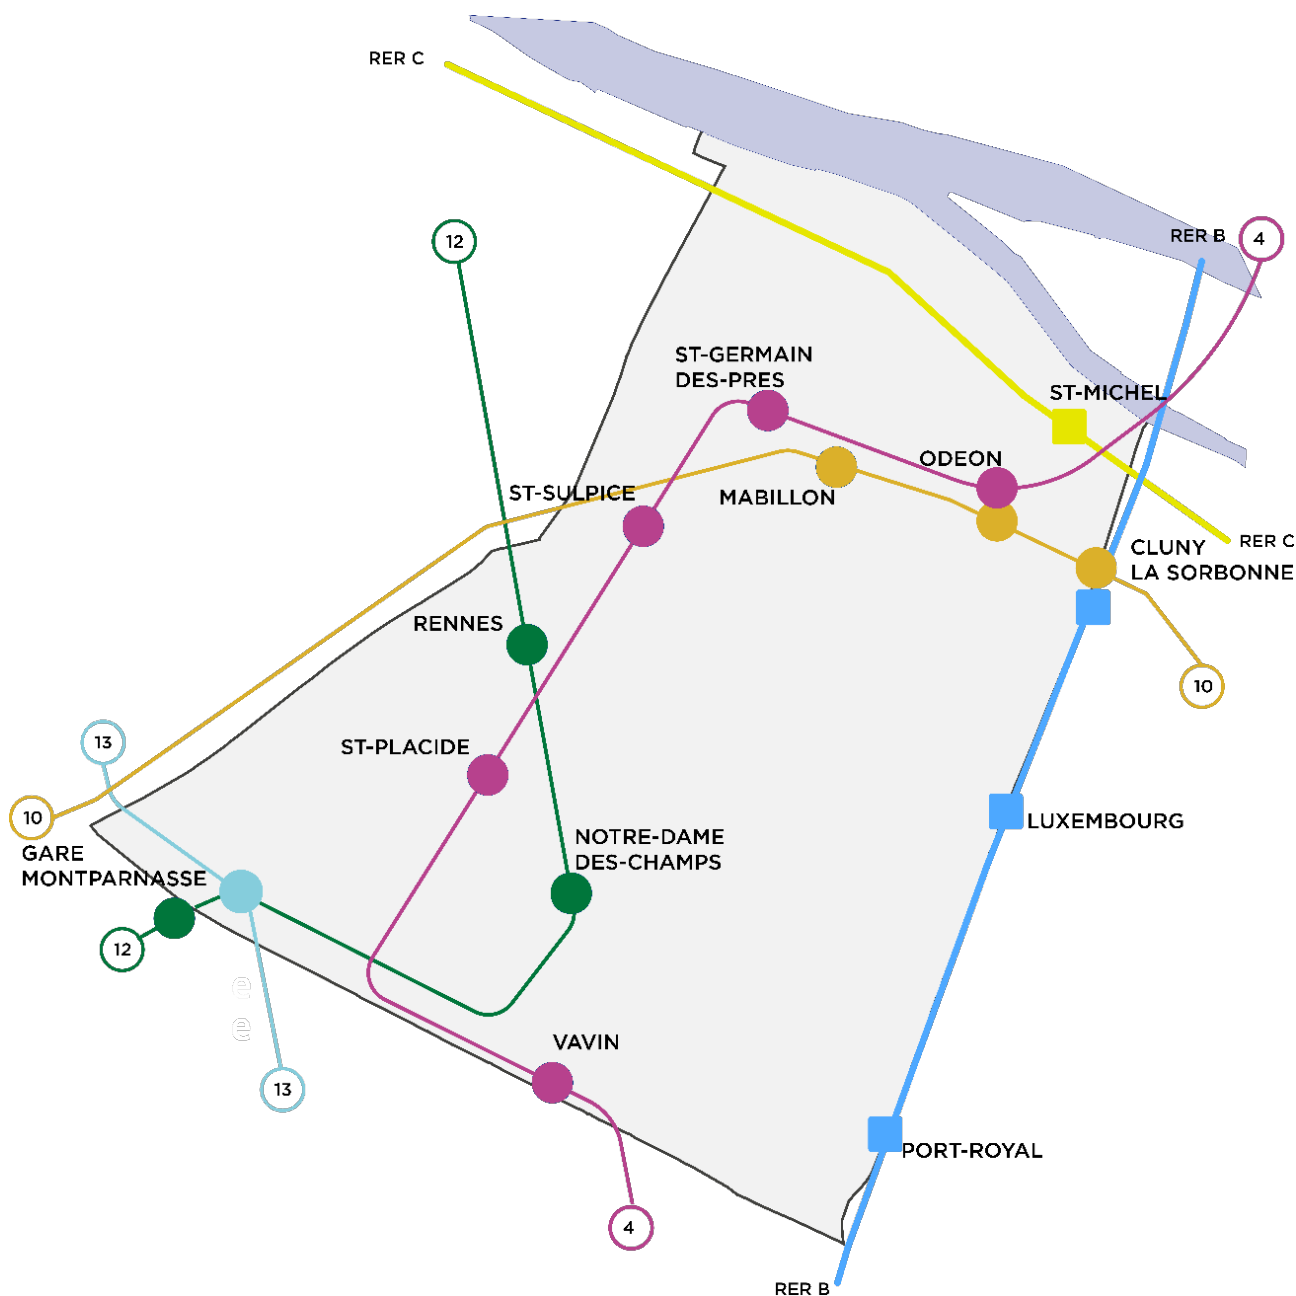 RER C
12
RER B
4
ST-GERMAIN
DES-PRES
ST-MICHEL
ODEON
ST-SULPICE
MABILLON
RER C
CLUNY
LA SORBONNE
RENNES
10
13
ST-PLACIDE
10
LUXEMBOURG
NOTRE-DAME
DES-CHAMPS
GARE
MONTPARNASSE
12
e
e
VAVIN
13
PORT-ROYAL
4
RER B